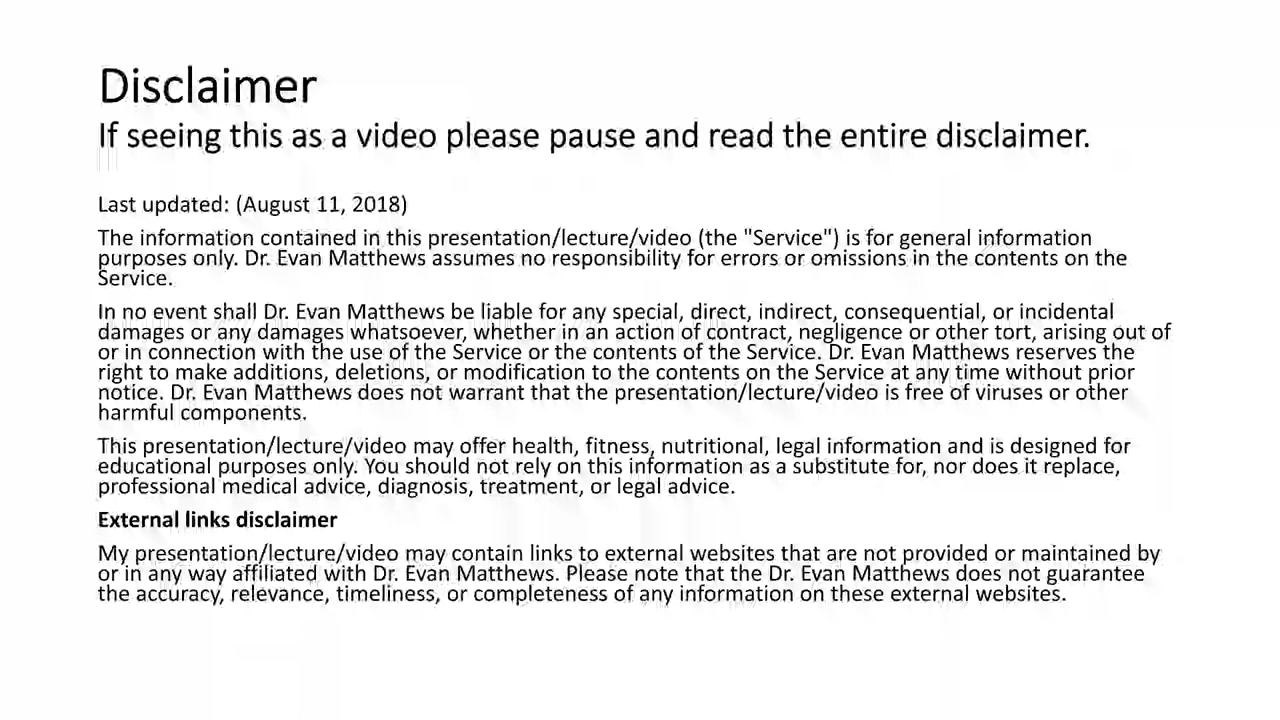 Disclaimer
If seeing this as a video please pause and read the entire disclaimer.
Last updated: (August 11, 2018)
The information contained in this presentation/lecture/video (the "Service") is for general information
purposes only. Dr. Evan Matthews assumes no responsibility for errors or omissions in the contents on the
Service.
In no event shall Dr. Evan Matthews be liable for any special, direct, indirect, consequential, or incidental
damages or any damages whatsoever, whether in an action of contract, negligence or other tort, arising out of
or in connection with the use of the Service or the contents of the Service. Dr. Evan Matthews reserves the
right to make additions, deletions, or modification to the contents on the Service at any time without prior
notice. Dr. Evan Matthews does not warrant that the presentation/lecture/video is free of viruses or other
harmful components.
This presentation/lecture/video may offer health, fitness, nutritional, legal information and is designed for
educational purposes only. You should not rely on this information as a substitute for, nor does it replace,
professional medical advice, diagnosis, treatment, or legal advice.
External links disclaimer
My presentation/lecture/video may contain links to external websites that are not provided or maintained by
or in any way affiliated with Dr. Evan Matthews. Please note that the Dr. Evan Matthews does not guarantee
the accuracy, relevance, timeliness, or completeness of any information on these external websites.